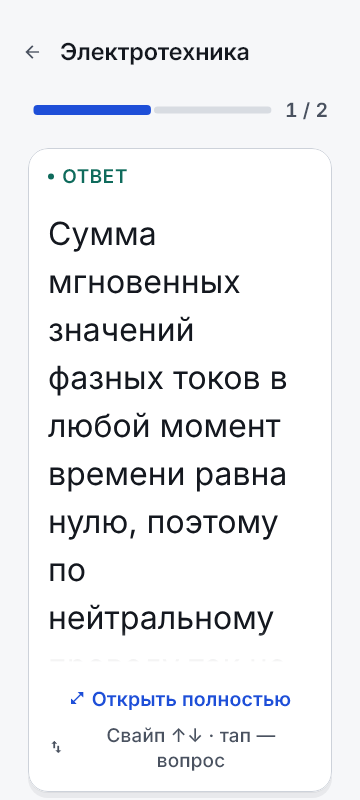 Электротехника
1 / 2
• ОТВЕТ
Сумма
мгновенных
значений
фазных токов в
любой момент
времени равна
нулю, поэтому
по
нейтральному
Открыть полностью
Свайп ↑↓ · тап —
вопрос